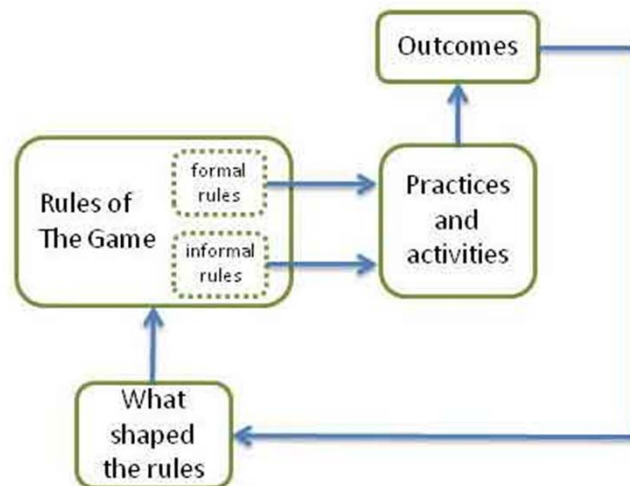 Outcomes
formal
rules
Rules of
The Game
informal
rules
Practices
and
activities
What
shaped
the rules